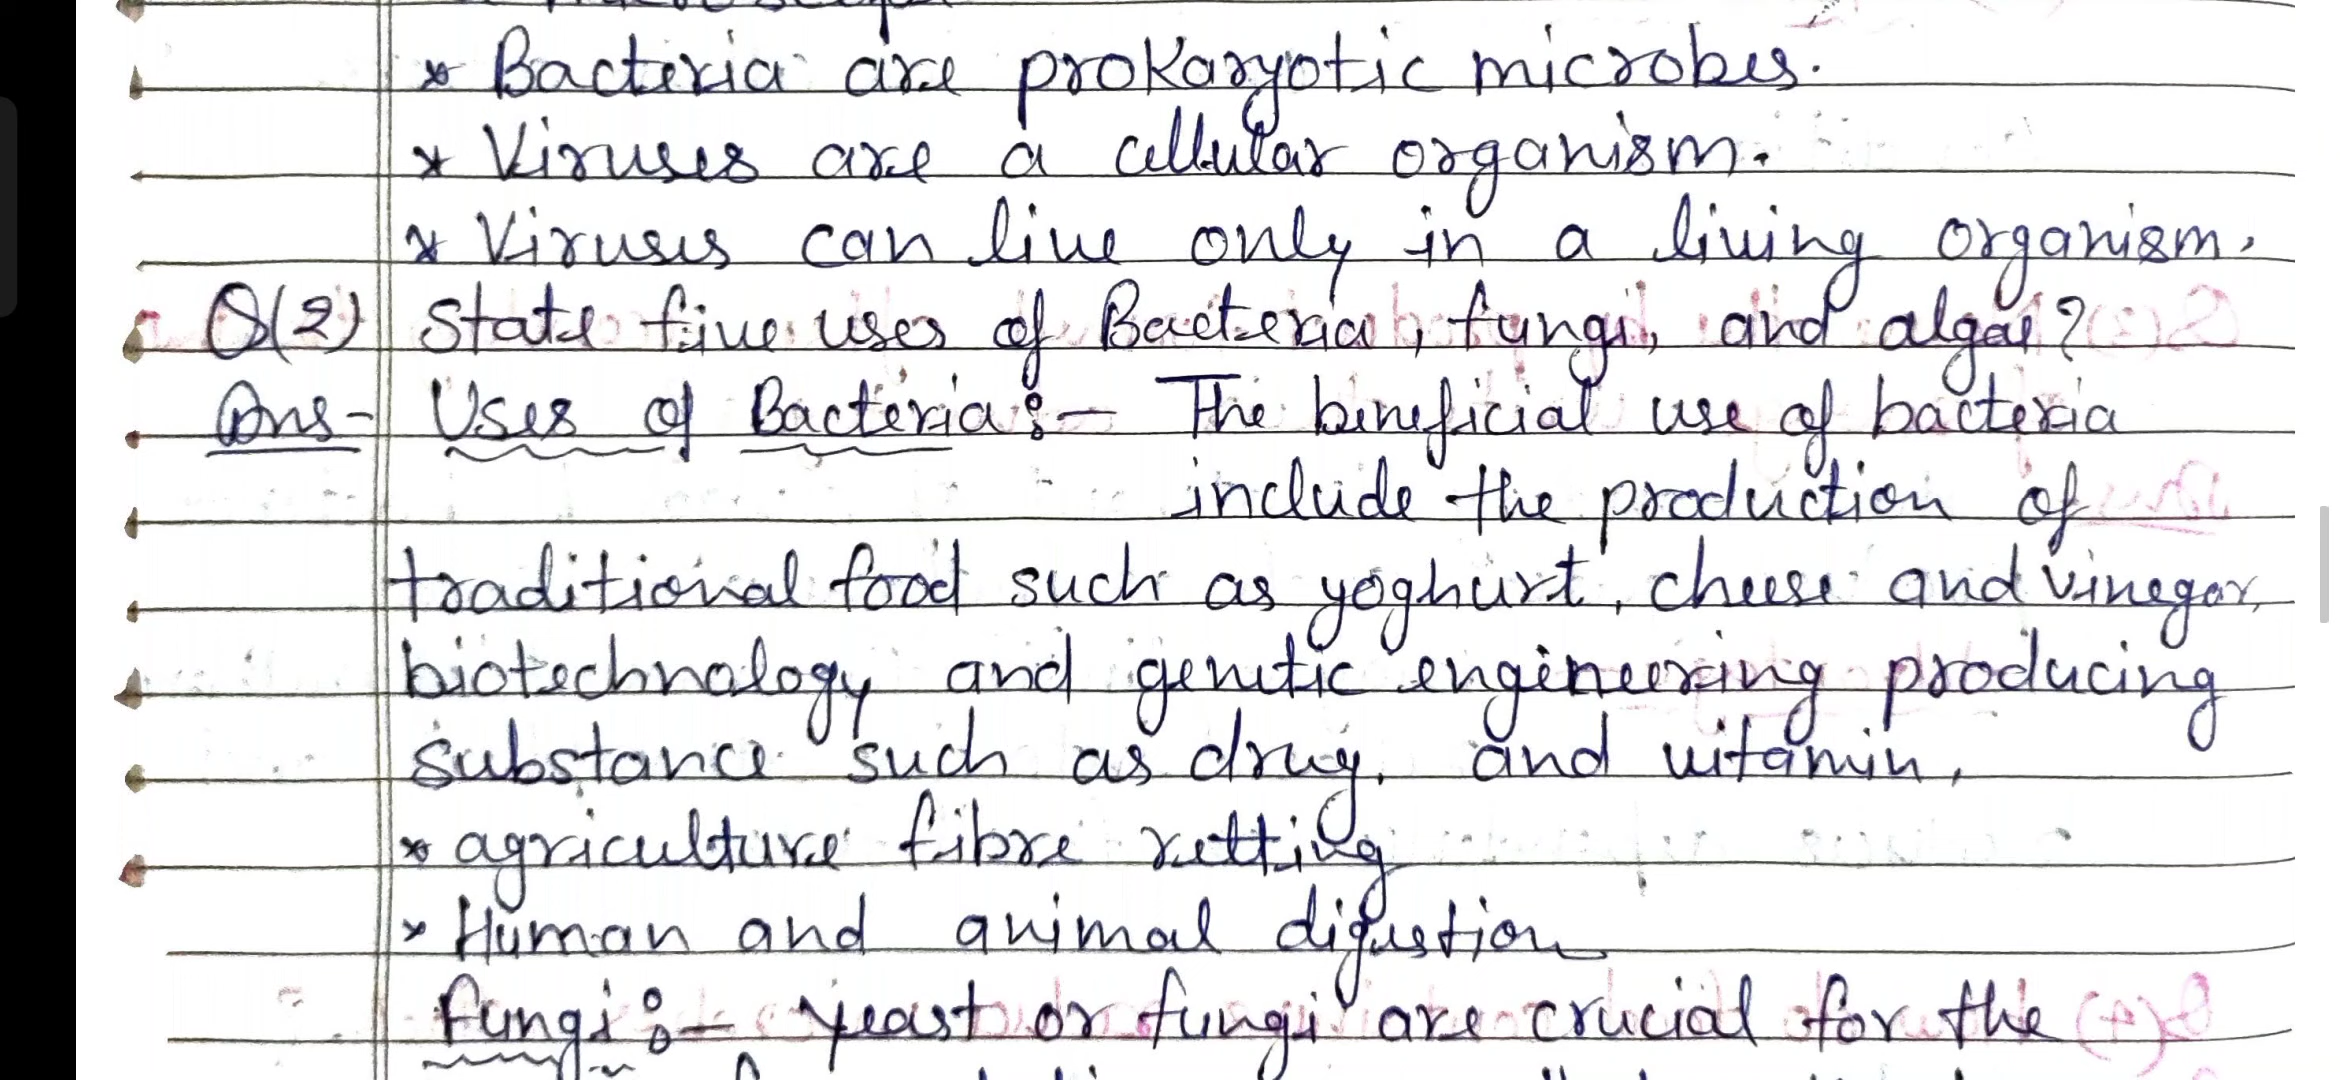 * Bacteria are prokaryotic microbes.
* Viruses are a cellular organism.
* Viruses can live only in a living organism.
Q(2) State five uses of Bacteria, fungi, and algae?
Ans- Uses of Bacteria:- The beneficial use of bacteria
include the production of
traditional food such as yoghurt, cheese and vinegar,
biotechnology and genetic engineering producing
substance such as drug, and vitamin,
* agriculture fibre retting
* Human and animal digestion
fungi:- yeast or fungi are crucial for the